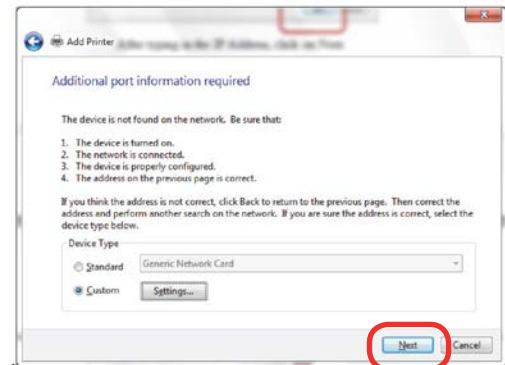 Add Printer
Additional port information required
The device is not found on the network. Be sure that:
1. The device is turned on.
2. The network is connected.
3. The device is properly configured.
4. The address on the previous page is correct.
If you think the address is not correct, click Back to return to the previous page. Then correct the
address and perform another search on the network. If you are sure the address is correct, select the
device type below.
Device Type
Standard
Generic Network Card
Custom
Settings...
Next
Cancel